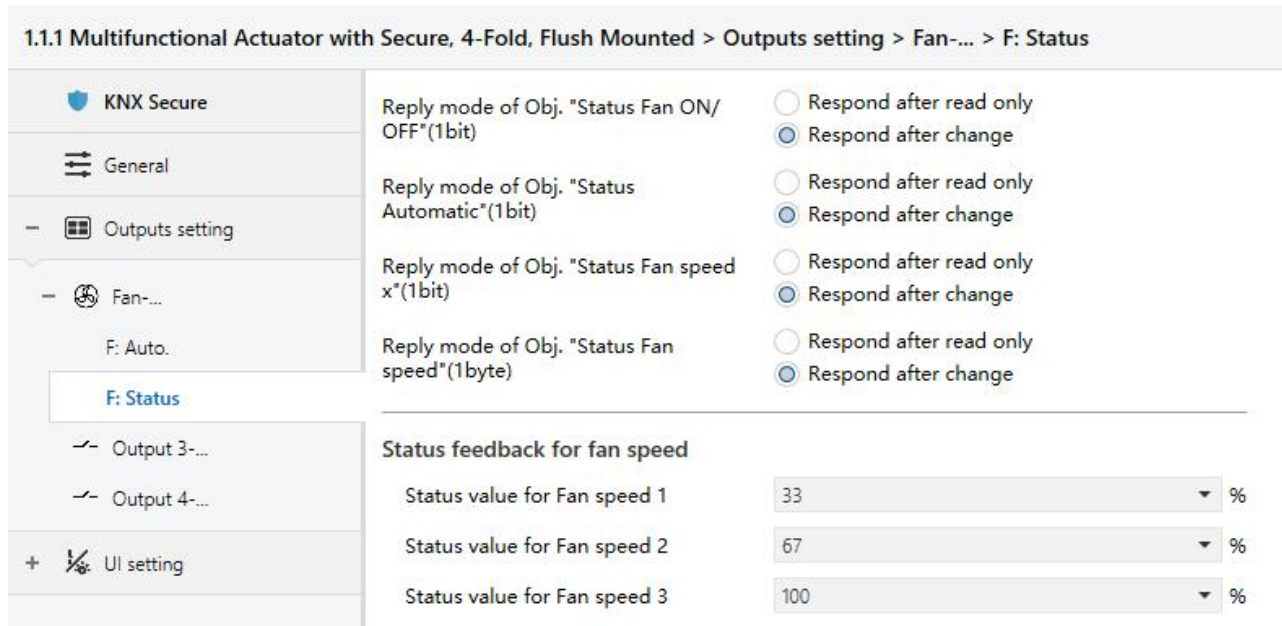 1.1.1 Multifunctional Actuator with Secure, 4-Fold, Flush Mounted > Outputs setting > Fan-... > F: Status
KNX Secure
General
Outputs setting
Fan-...
F: Auto.
F: Status
Output 3-...
Output 4-...
UI setting
Reply mode of Obj. "Status Fan ON/
OFF"(1bit)
Respond after read only
Respond after change
Reply mode of Obj. "Status
Automatic"(1bit)
Respond after read only
Respond after change
Reply mode of Obj. "Status Fan speed
x"(1bit)
Respond after read only
Respond after change
Reply mode of Obj. "Status Fan
speed"(1byte)
Respond after read only
Respond after change
Status feedback for fan speed
Status value for Fan speed 1 33 %
Status value for Fan speed 2 67 %
Status value for Fan speed 3 100 %